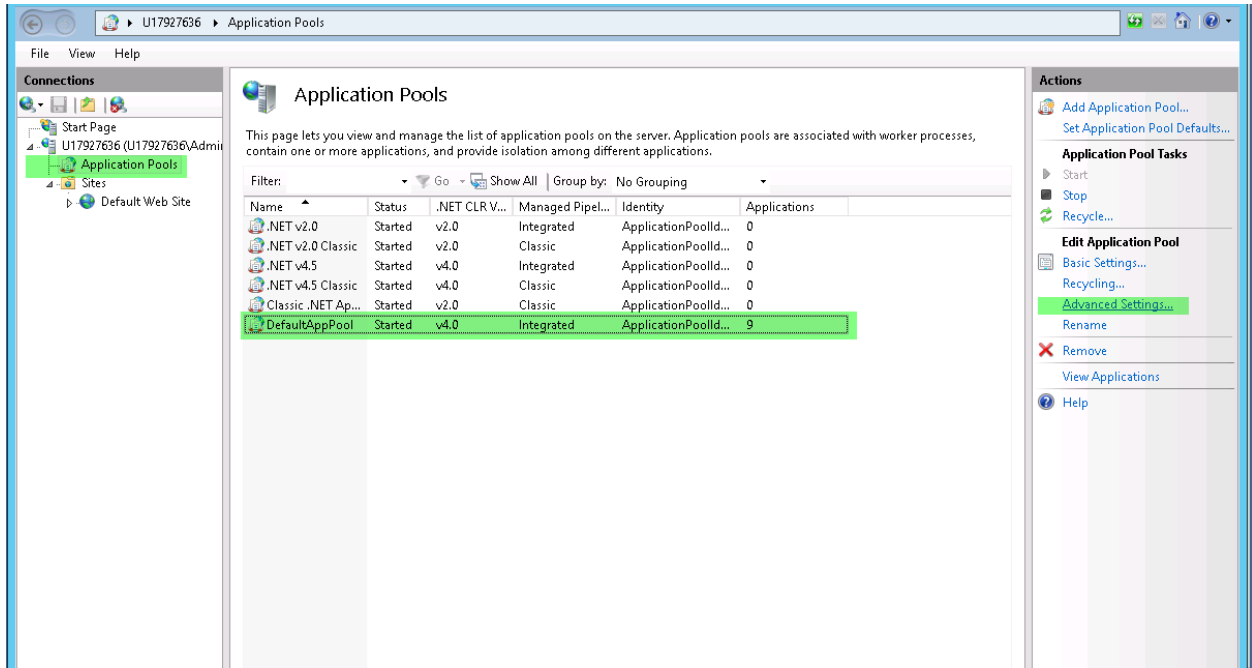 U17927636 Application Pools
File View Help
Connections
Start Page
U17927636 (U17927636\Admi
Application Pools
Sites
Default Web Site
Application Pools
This page lets you view and manage the list of application pools on the server. Application pools are associated with worker processes,
contain one or more applications, and provide isolation among different applications.
Filter: Go Show All Group by: No Grouping
Name Status .NET CLR V... Managed Pipel... Identity Applications
.NET v2.0 Started v2.0 Integrated ApplicationPoolId... 0
.NET v2.0 Classic Started v2.0 Classic ApplicationPoolId... 0
.NET v4.5 Started v4.0 Integrated ApplicationPoolId... 0
.NET v4.5 Classic Started v4.0 Classic ApplicationPoolId... 0
Classic .NET Ap... Started v2.0 Classic ApplicationPoolId... 0
DefaultAppPool Started v4.0 Integrated ApplicationPoolId... 9
Actions
Add Application Pool...
Set Application Pool Defaults...
Application Pool Tasks
Start
Stop
Recycle...
Edit Application Pool
Basic Settings...
Recycling...
Advanced Settings...
Rename
Remove
View Applications
Help